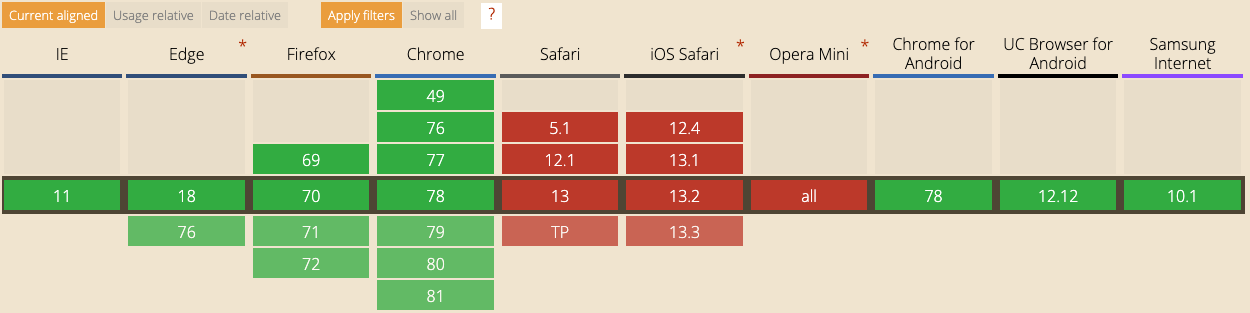 Current aligned Usage relative Date relative Apply filters Show all ?
IE Edge * Firefox Chrome Safari iOS Safari * Opera Mini * Chrome for Android UC Browser for Android Samsung Internet
49
76 5.1 12.4
69 77 12.1 13.1
11 18 70 78 13 13.2 all 78 12.12 10.1
76 71 79 TP 13.3
72 80
81